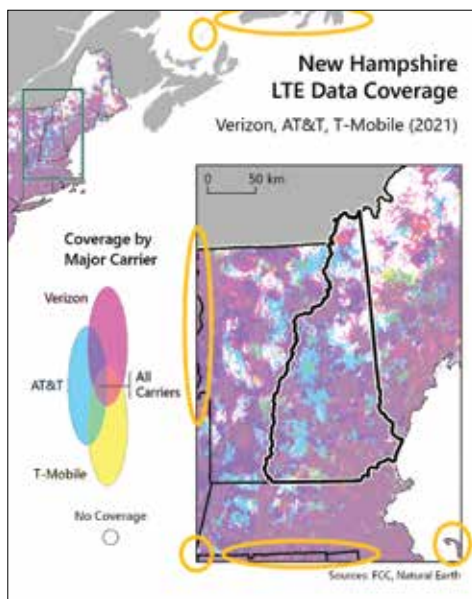 New Hampshire
LTE Data Coverage
Verizon, AT&T, T-Mobile (2021)
0 50 km
Coverage by
Major Carrier
Verizon
AT&T
All
Carriers
T-Mobile
No Coverage
Sources: FCC, Natural Earth